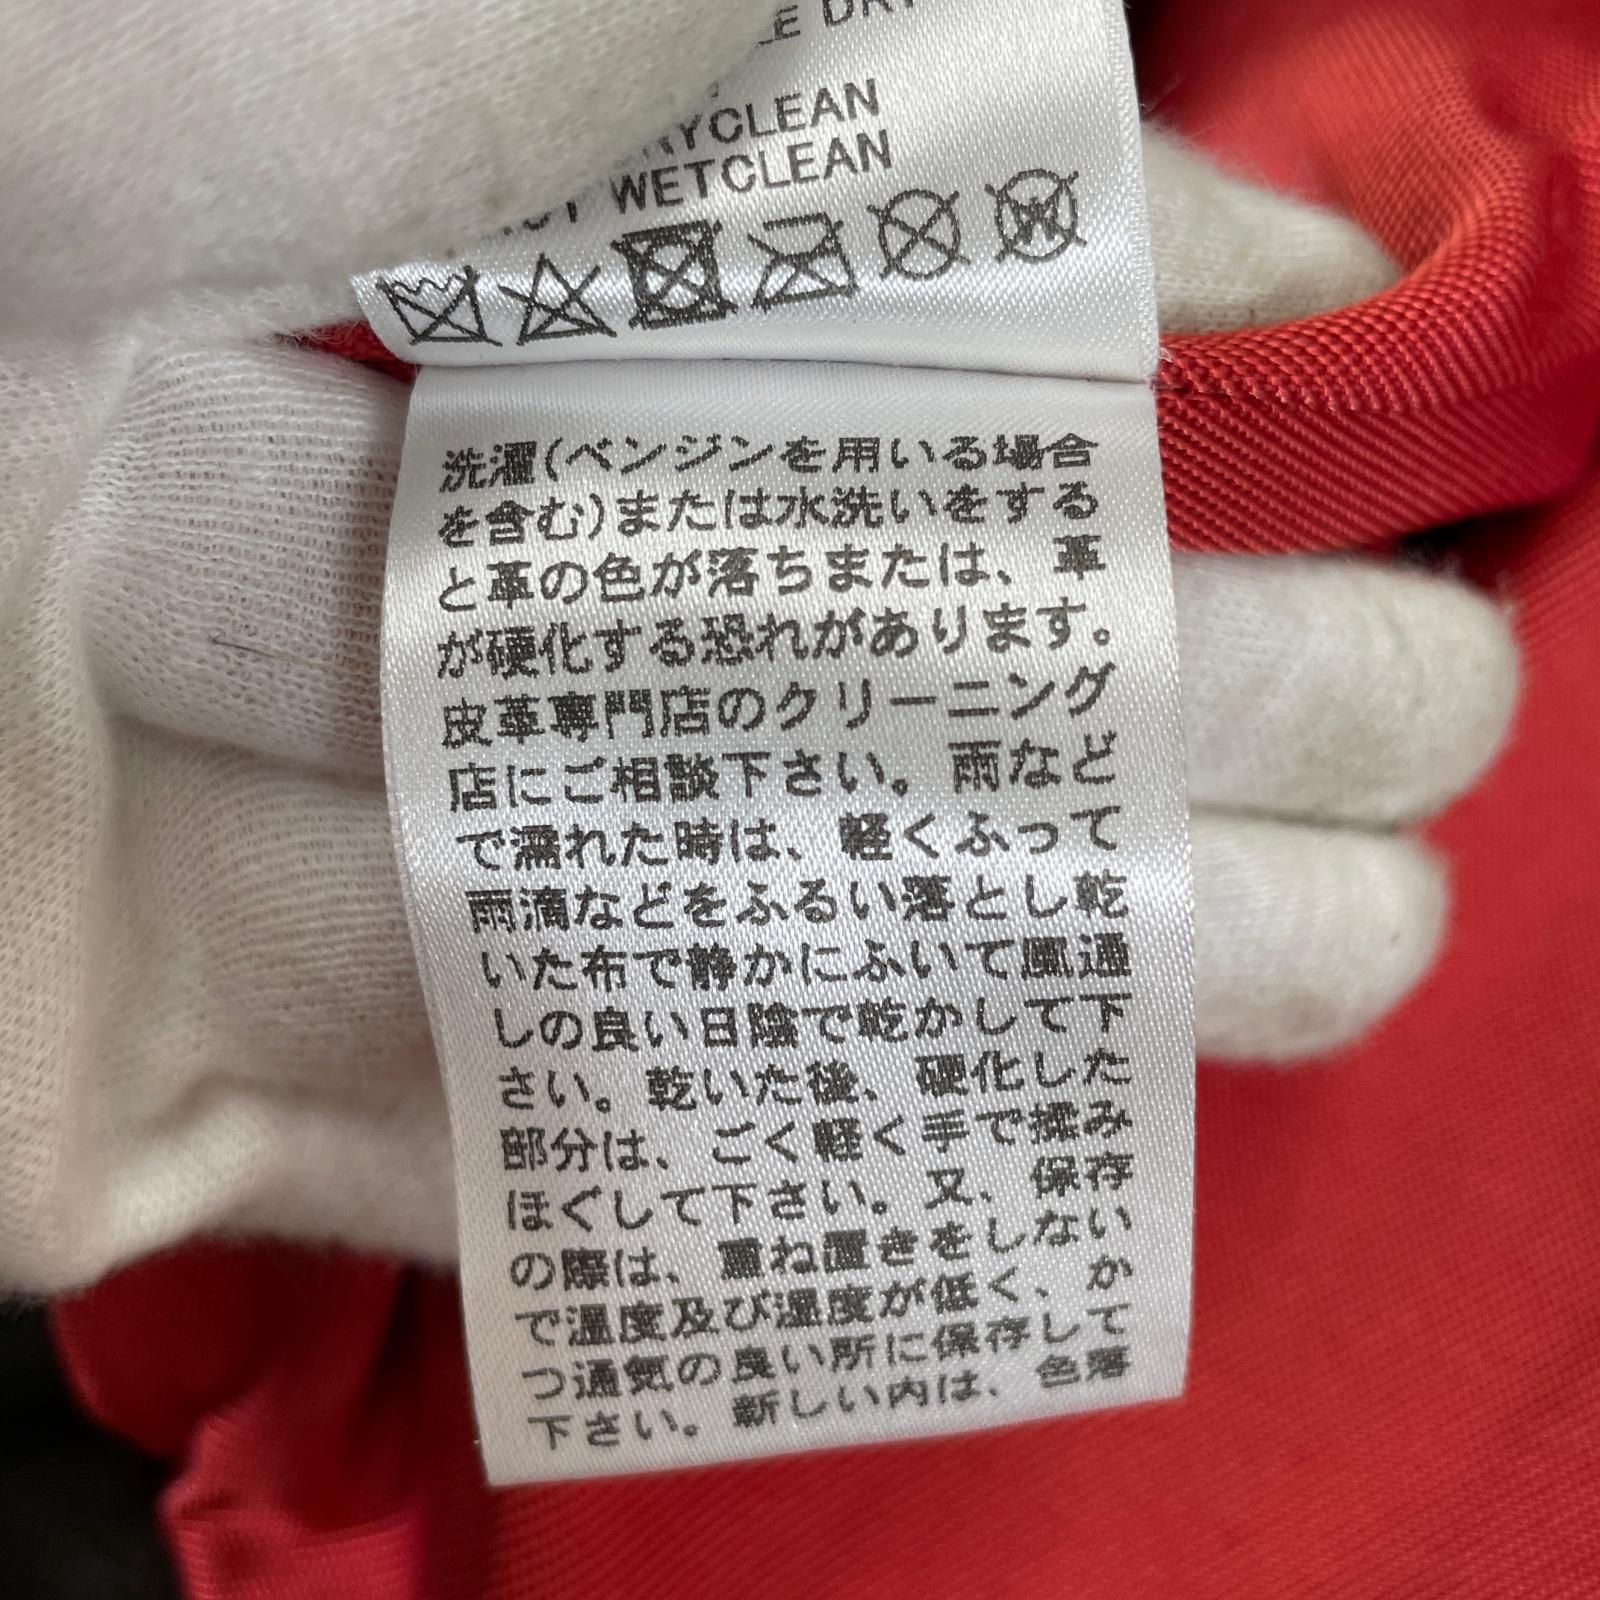 DRY
WETCLEAN
洗濯(ベンジンを用いる場合
を含む)または水洗いをする
と革の色が落ちまたは、革
が硬化する恐れがあります。
皮革専門店のクリーニング
店にご相談下さい。雨など
で濡れた時は、軽くふって
雨滴などをふるい落とし乾
いた布で静かにふいて風通
しの良い日陰で乾かして下
さい。乾いた後、硬化した
部分は、ごく軽く手で揉み
ほぐして下さい。又、保存
の際は、重ね置きをしない
で温度及び湿度が低く、か
つ通気の良い所に保存して
下さい。新しい内は、色落